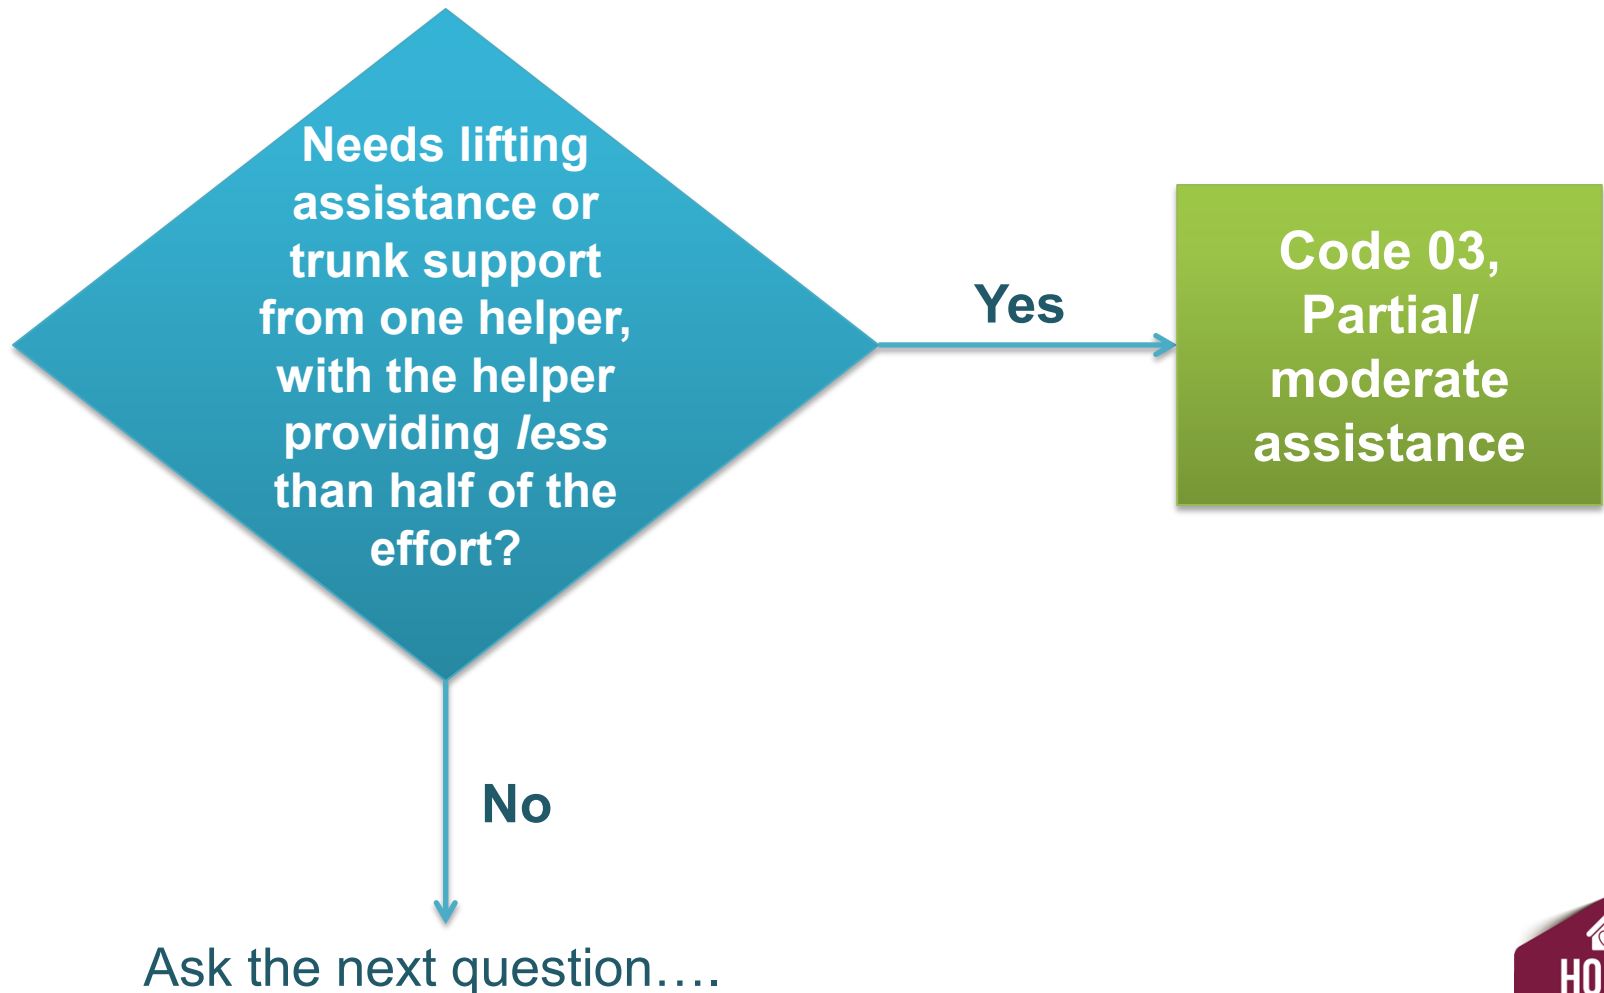 Needs lifting
assistance or
trunk support
from one helper,
with the helper
providing less
than half of the
effort?
Yes
Code 03,
Partial/
moderate
assistance
No
Ask the next question….